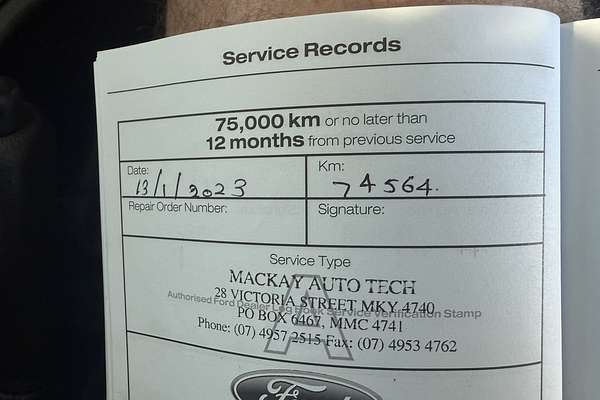 Service Records
75,000 km or no later than
12 months from previous service
Date:
13/1/2023
Km:
74564.
Repair Order Number:
Signature:
Service Type
A
MACKAY AUTO TECH
28 VICTORIA STREET MKY 4740
Authorised Ford Dealer Log Book Service Verification Stamp
PO BOX 6467, MMC 4741
Phone: (07) 4957 2515 Fax: (07) 4953 4762
Ford